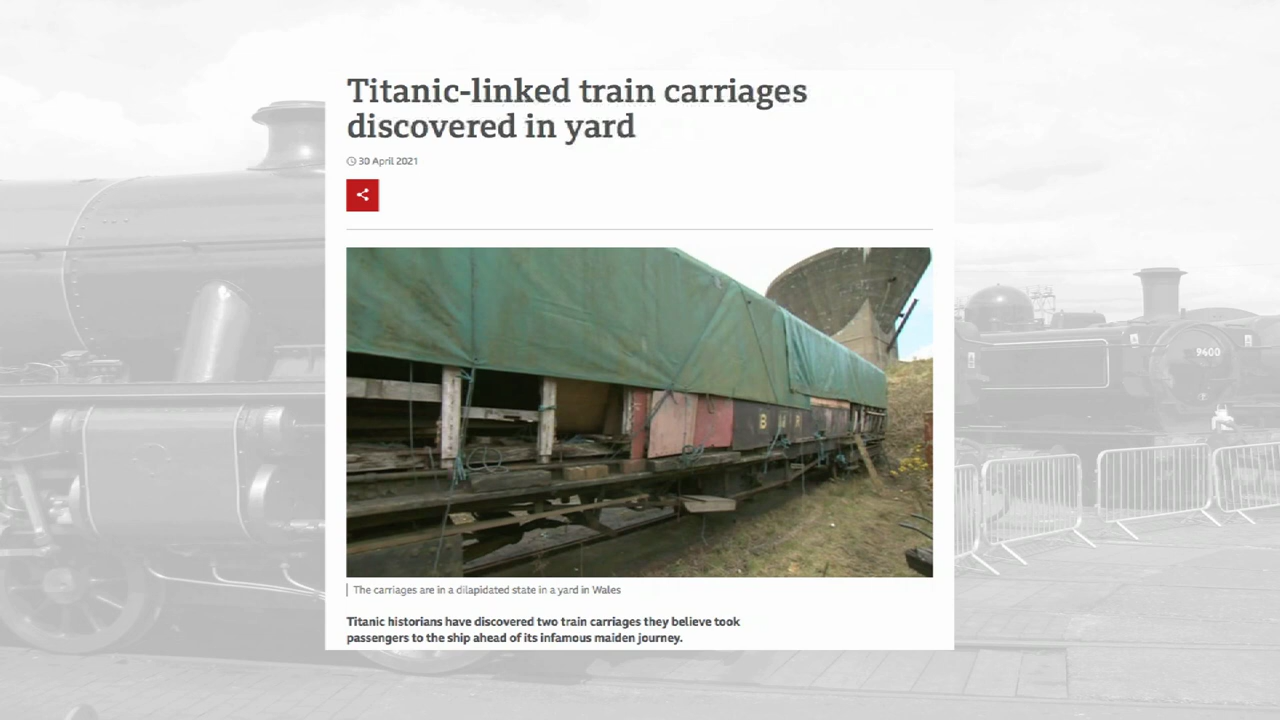 Titanic-linked train carriages
discovered in yard
30 April 2021
B
R
9400
The carriages are in a dilapidated state in a yard in Wales
Titanic historians have discovered two train carriages they believe took
passengers to the ship ahead of its infamous maiden journey.